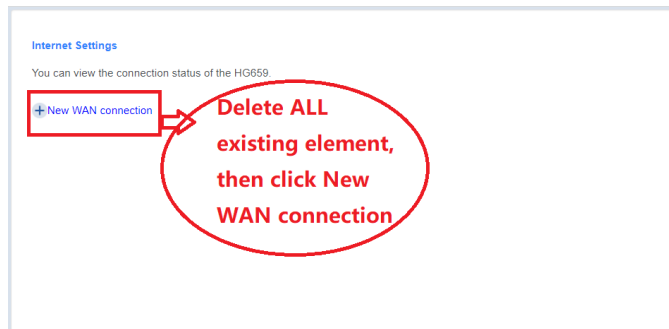 Internet Settings
You can view the connection status of the HG659.
New WAN connection
Delete ALL
existing element,
then click New
WAN connection